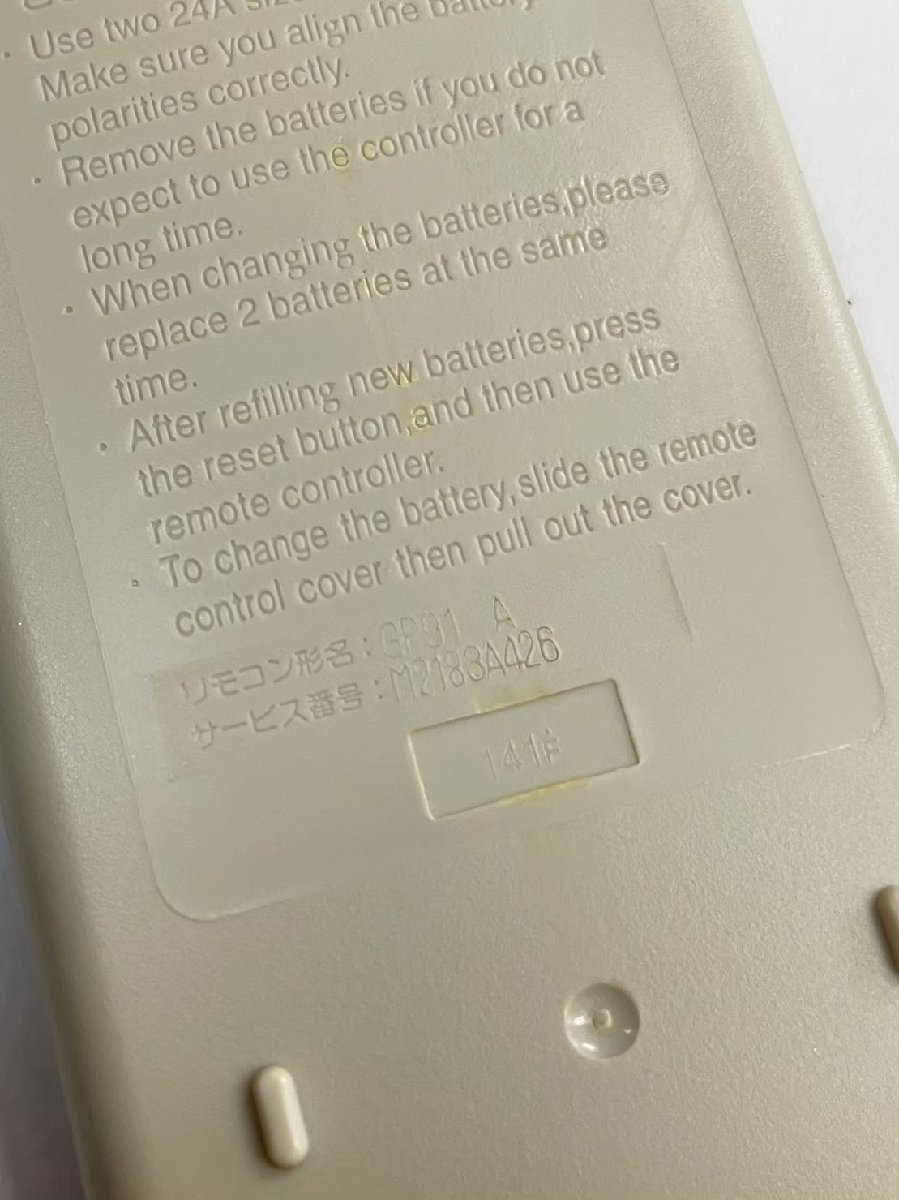 · Use two 24A
Make sure you align the battery
polarities correctly.
· Remove the batteries if you do not
expect to use the controller for a
long time.
· When changing the batteries,please
replace 2 batteries at the same
time.
· After refilling new batteries,press
the reset button,and then use the
remote controller.
· To change the battery,slide the remote
control cover then pull out the cover.
リモコン形名：GP91 A
サービス番号：M2183A426
141